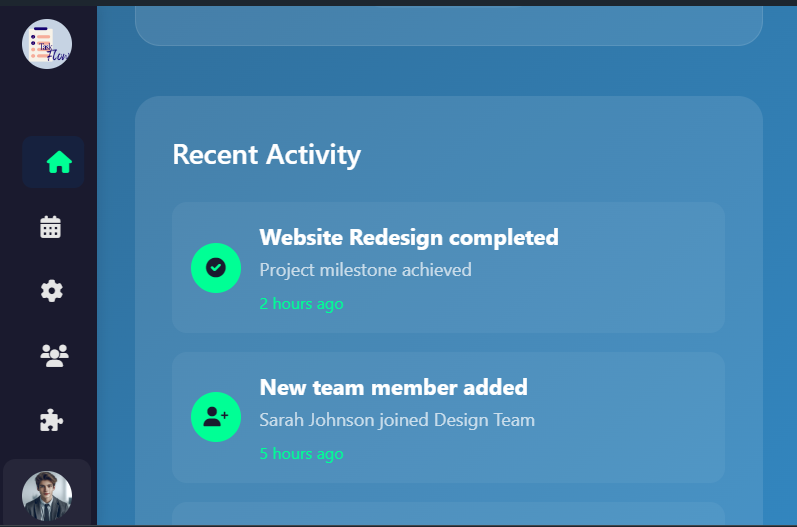 Task
Flow
Recent Activity
Website Redesign completed
Project milestone achieved
2 hours ago
New team member added
Sarah Johnson joined Design Team
5 hours ago